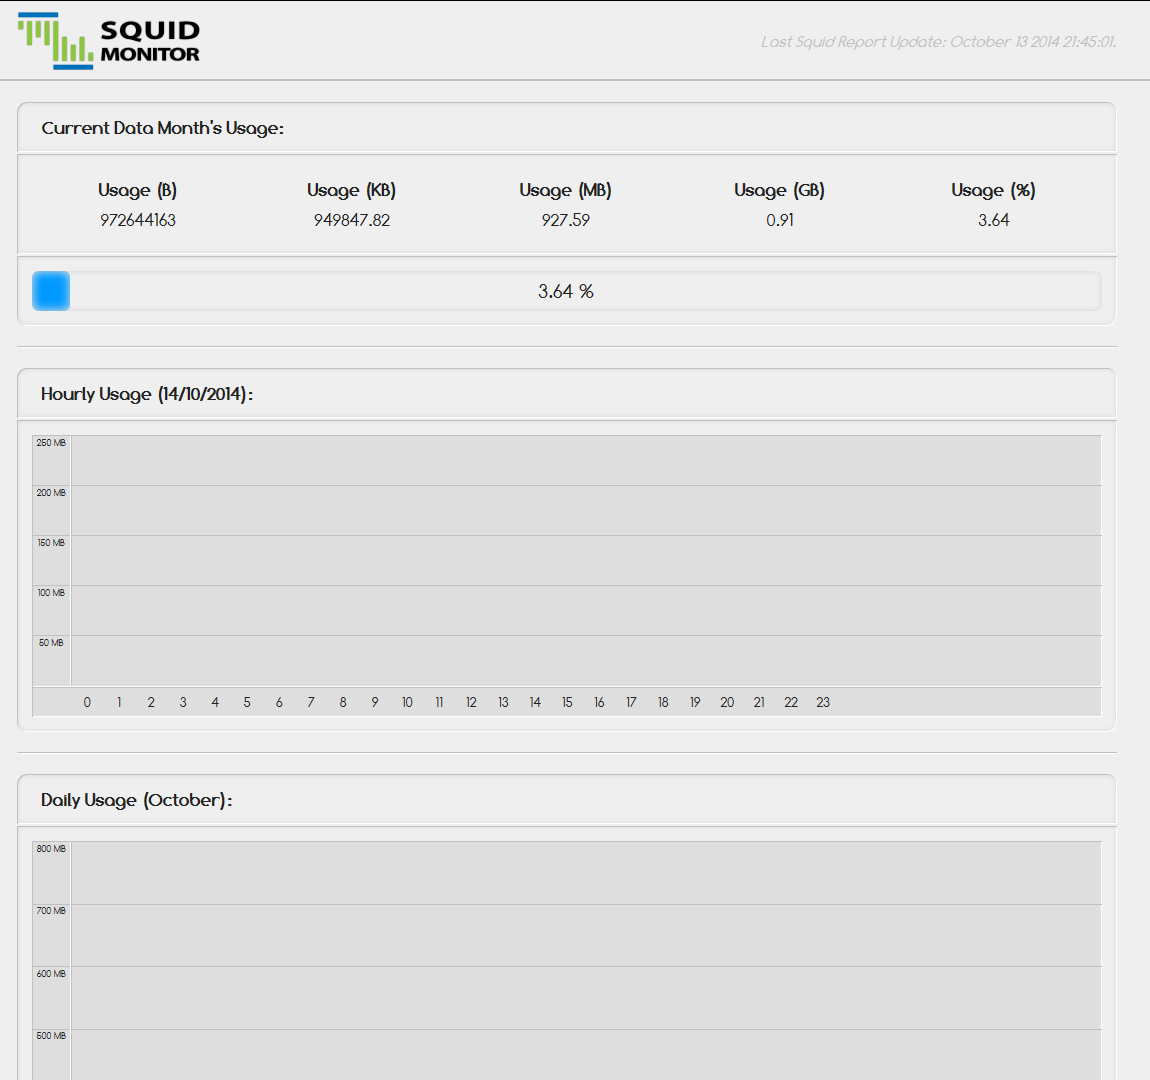 SQUID
MONITOR
Last Squid Report Update: October 13 2014 21:45:01.
Current Data Month's Usage:
Usage (B) Usage (KB) Usage (MB) Usage (GB) Usage (%)
972644163 949847.82 927.59 0.91 3.64
3.64 %
Hourly Usage (14/10/2014):
250 MB
200 MB
150 MB
100 MB
50 MB
0 1 2 3 4 5 6 7 8 9 10 11 12 13 14 15 16 17 18 19 20 21 22 23
Daily Usage (October):
800 MB
700 MB
600 MB
500 MB